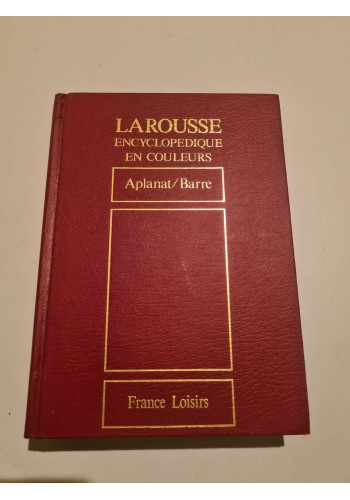 LAROUSSE
ENCYCLOPEDIQUE
EN COULEURS
Aplanat/Barre
France Loisirs